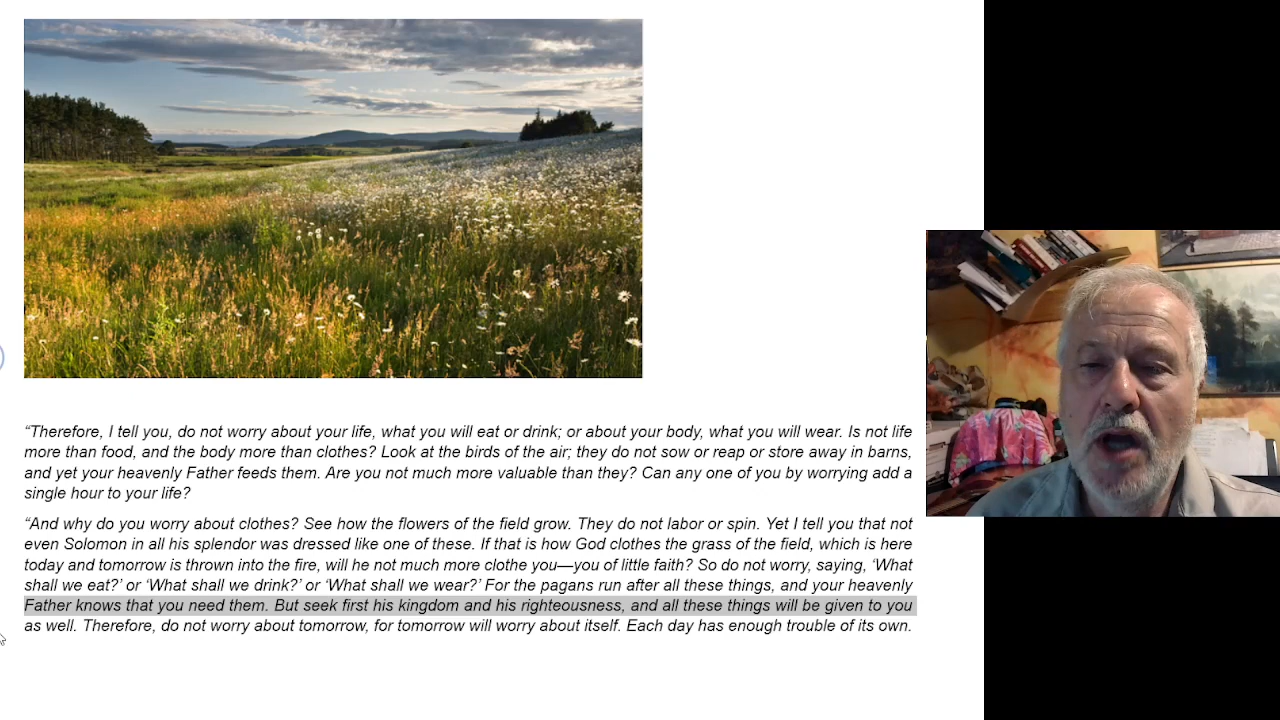 “Therefore, I tell you, do not worry about your life, what you will eat or drink; or about your body, what you will wear. Is not life
more than food, and the body more than clothes? Look at the birds of the air; they do not sow or reap or store away in barns,
and yet your heavenly Father feeds them. Are you not much more valuable than they? Can any one of you by worrying add a
single hour to your life?
“And why do you worry about clothes? See how the flowers of the field grow. They do not labor or spin. Yet I tell you that not
even Solomon in all his splendor was dressed like one of these. If that is how God clothes the grass of the field, which is here
today and tomorrow is thrown into the fire, will he not much more clothe you—you of little faith? So do not worry, saying, ‘What
shall we eat?’ or ‘What shall we drink?’ or ‘What shall we wear?’ For the pagans run after all these things, and your heavenly
Father knows that you need them. But seek first his kingdom and his righteousness, and all these things will be given to you
as well. Therefore, do not worry about tomorrow, for tomorrow will worry about itself. Each day has enough trouble of its own.